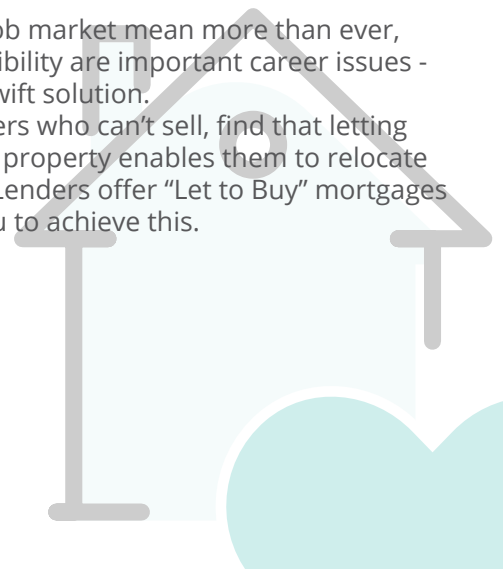 ob market mean more than ever,
ibility are important career issues -
wift solution.
ers who can't sell, find that letting
property enables them to relocate
Lenders offer “Let to Buy” mortgages
u to achieve this.